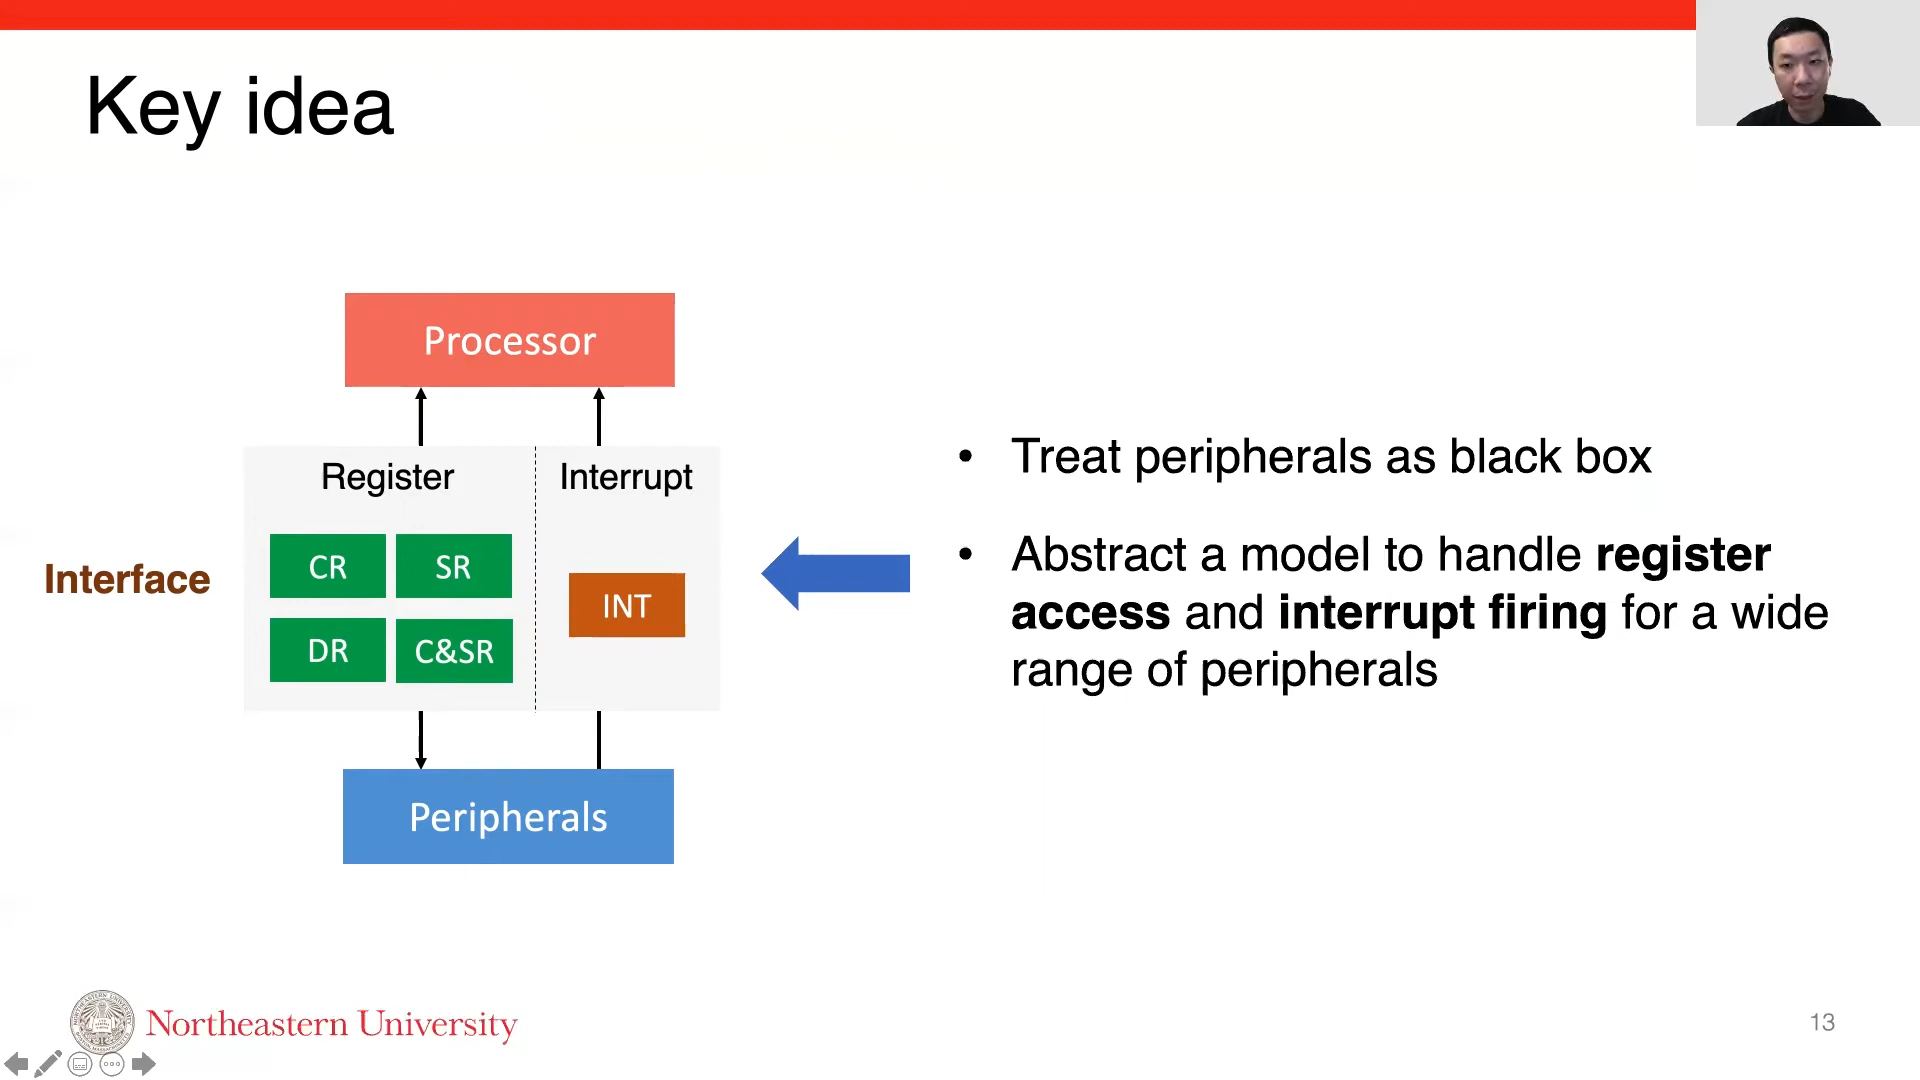 Key idea
Processor
Register
Interrupt
CR
SR
INT
DR
C&SR
Interface
Peripherals
• Treat peripherals as black box
• Abstract a model to handle register
access and interrupt firing for a wide
range of peripherals
Northeastern University
13